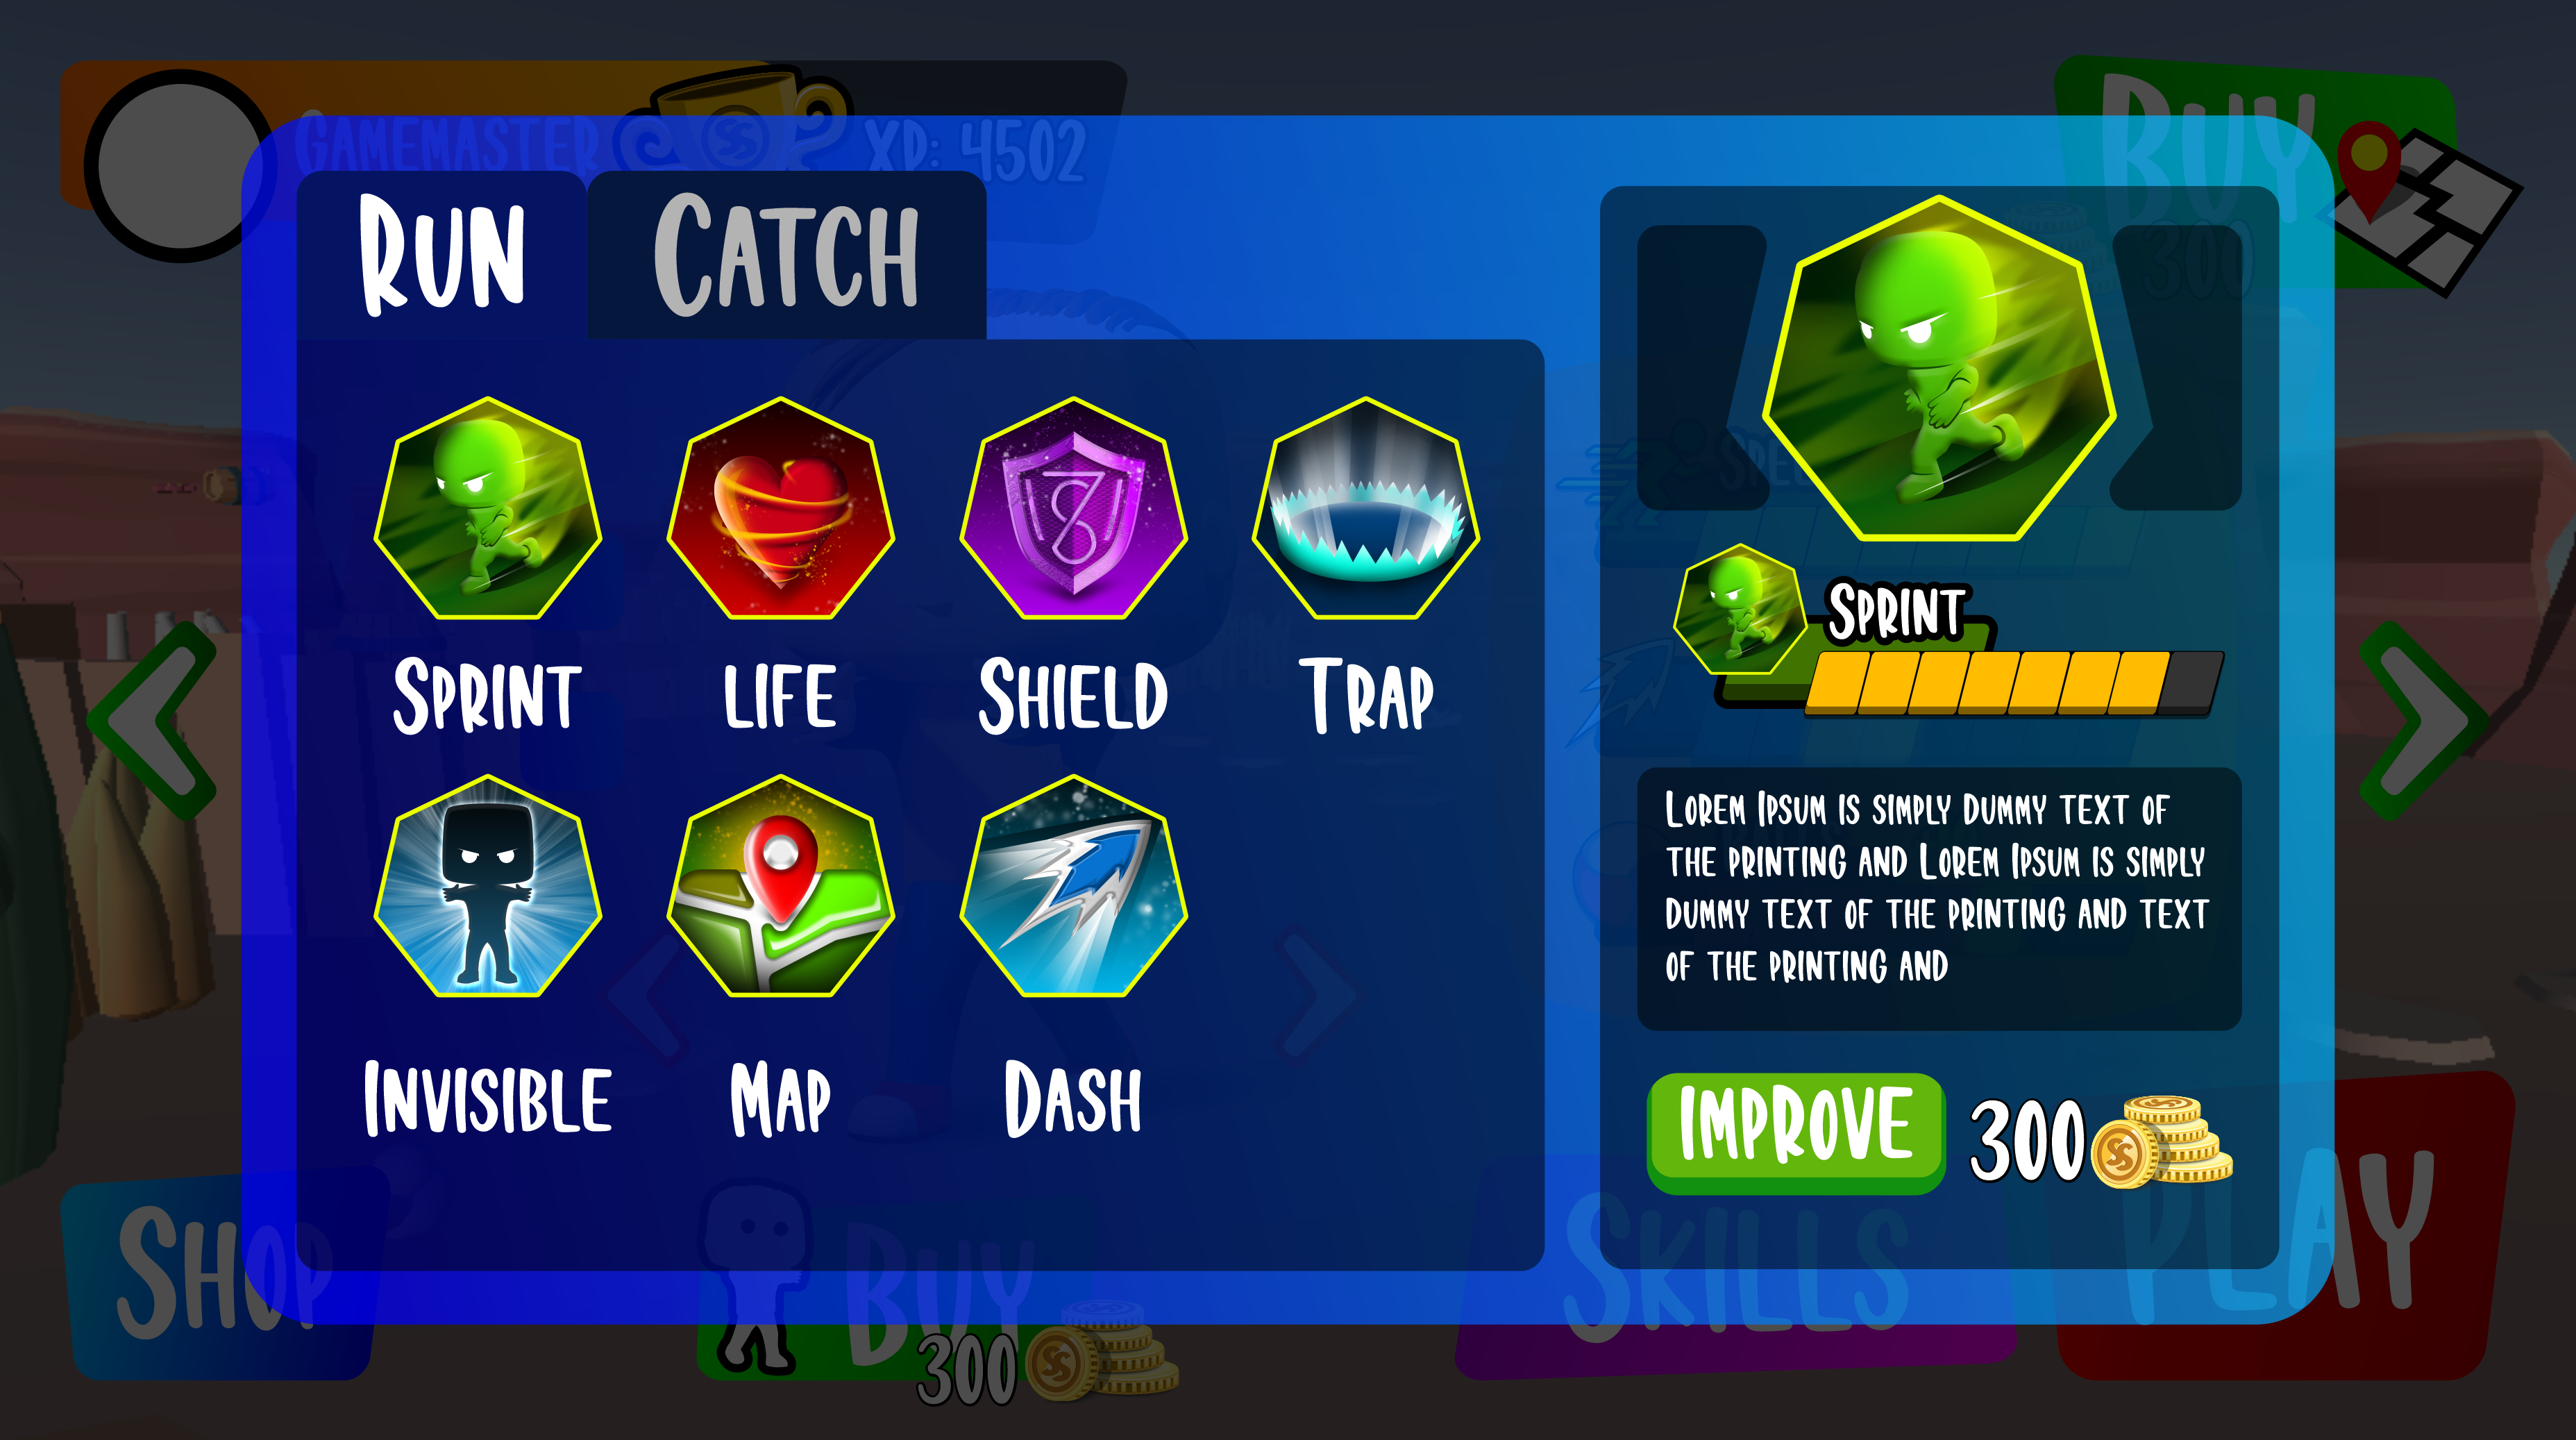 Gamemaster
XP: 4502
Buy
300
Run
Catch
Sprint
Life
Shield
Trap
Invisible
Map
Dash
Sprint
Lorem Ipsum is simply dummy text of
the printing and Lorem Ipsum is simply
dummy text of the printing and text
of the printing and
Improve
300
Shop
Buy
300
Skills
Play